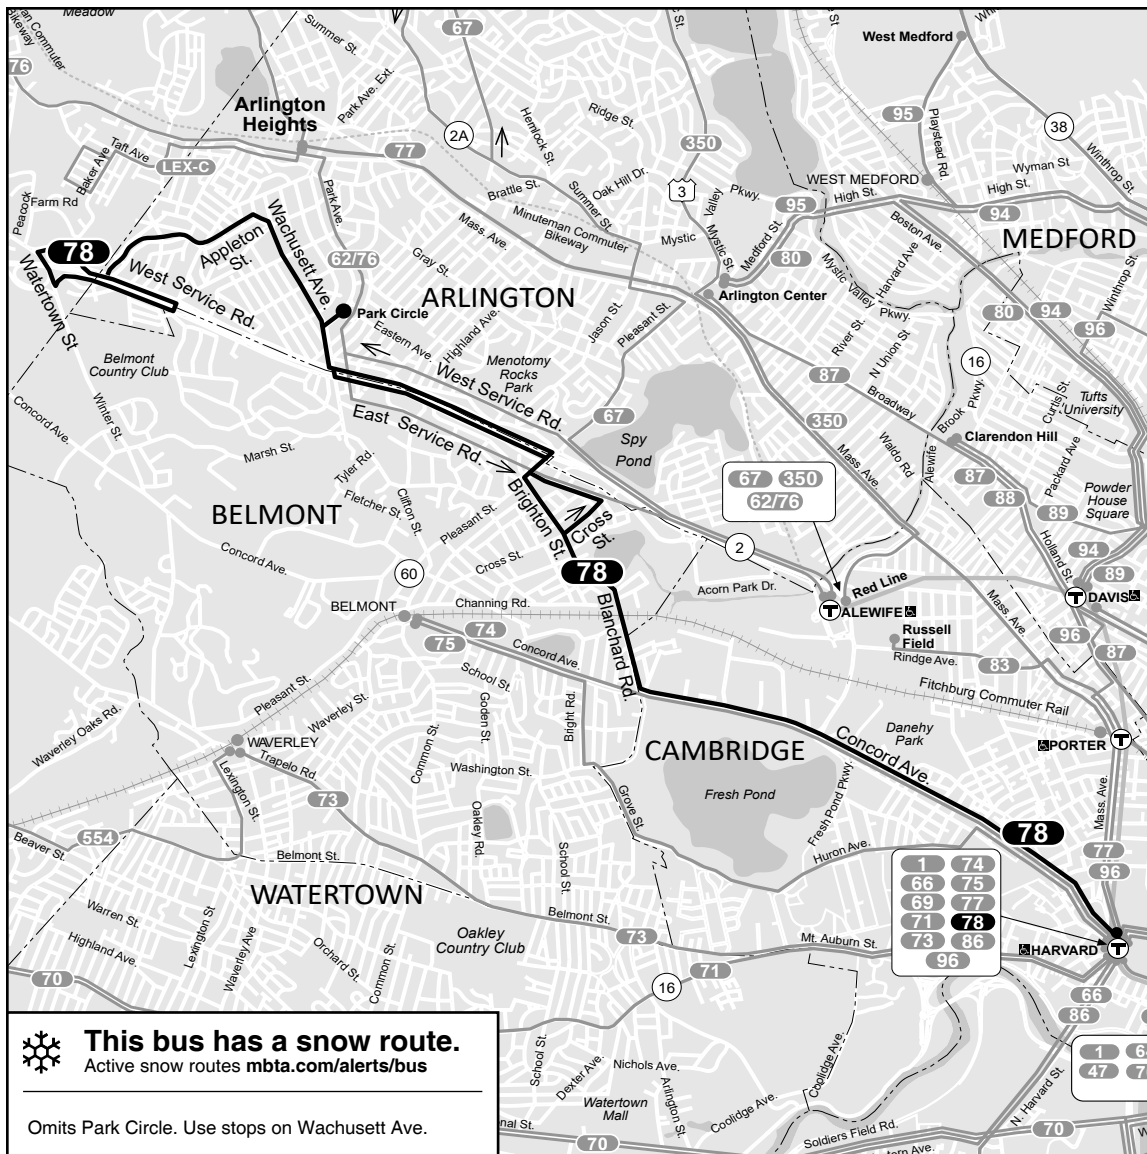 Meadow
an Commuter
Bikeway
76
Summer St.
67
Park Ave. Ext.
Arlington
Heights
2A
Hemlock St.
Ridge St.
350
West Medford
95
Playstead Rd.
38
Winthrop St.
Wyman St
Taft Ave
Baker Ave
LEX-C
77
Brattle St.
Oak Hill Dr.
Summer St.
3
Valley
Pkwy.
WEST MEDFORD
High St.
High St.
95
94
Peacock
Farm Rd
Park Ave.
Mass. Ave.
Minuteman Commuter
Bikeway
Mystic
Mystic St.
Medford St.
80
Boston Ave.
MEDFORD
78
Watertown St
West Service Rd.
Appleton
St.
Wachusett Ave.
62/76
Gray St.
ARLINGTON
Arlington Center
Mystic Valley
Pkwy.
Harvard Ave.
80
94
96
Winthrop St.
Park Circle
Eastern Ave.
Highland Ave.
Jason St.
Pleasant St.
River St.
N Union St.
16
Belmont
Country Club
Menotomy
Rocks
Park
West Service Rd.
87
Broadway
Brook
Pkwy.
Alewife
Curtis St.
Tufts
University
Concord Ave.
Winter St.
East Service Rd.
67
350
Mass. Ave.
Waldo Rd
Clarendon Hill
Packard Ave
Spy
Pond
Marsh St.
Tyler Rd.
Fletcher St.
Clifton St.
Pleasant St.
67 350
62/76
87
88
89
Powder
House
Square
BELMONT
Brighton St.
Cross
St.
Concord Ave.
Cross St.
60
78
2
Acorn Park Dr.
Red Line
ALEWIFE
T
Holland St.
94
89
DAVIS
T
BELMONT
Channing Rd.
74
75
Concord Ave.
Blanchard Rd.
Russell
Field
Rindge Ave.
83
Mass. Ave.
96
87
School St.
Fitchburg Commuter Rail
Pleasant St.
Waverley St.
Goden St.
Bright Rd.
Waverley Oaks Rd.
WAVERLEY
Trapelo Rd.
Lexington St.
73
Common St.
Washington St.
CAMBRIDGE
Concord Ave.
Danehy
Park
PORTER
T
Fresh Pond
Fresh Pond Pkwy.
Mass. Ave.
Grove St.
Oakley Rd.
School St.
Huron Ave.
78
77
96
Beaver St.
554
Belmont St.
WATERTOWN
Warren St.
Highland Ave.
Lexington St
Waverley Ave
Orchard St.
Common St.
Oakley
Country Club
Belmont St.
73
Mt. Auburn St.
71
16
1 74
66 75
69 77
71 78
73 86
96
HARVARD
T
66
86
70
This bus has a snow route.
Active snow routes mbta.com/alerts/bus
Omits Park Circle. Use stops on Wachusett Ave.
School St.
Dexter Ave.
Nichols Ave.
Arlington St.
Watertown
Mall
Coolidge Ave.
Coolidge Ave.
70
Soldiers Field Rd.
N. Harvard St.
70
1
47